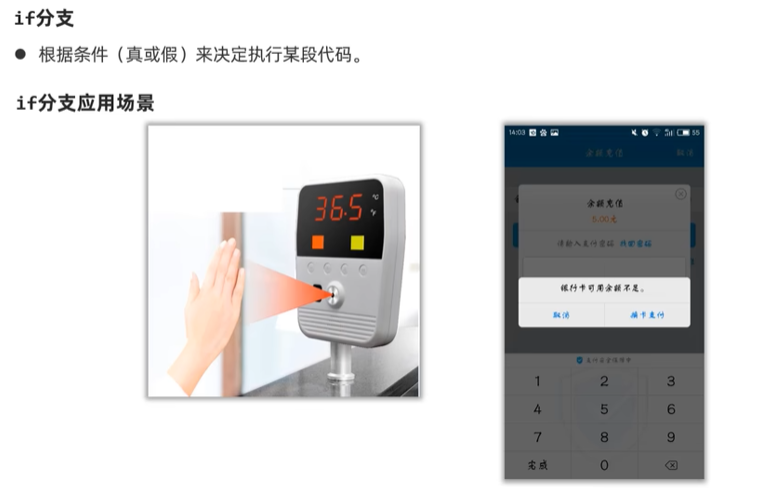 if分支
● 根据条件（真或假）来决定执行某段代码。
if分支应用场景
36.5
℃
℉
14:03
55
余额充值
取消
余额充值
5.00元
请输入支付密码 找回密码
银行卡可用余额不足。
取消 换卡支付
1 2 3
4 5 6
7 8 9
完成 0